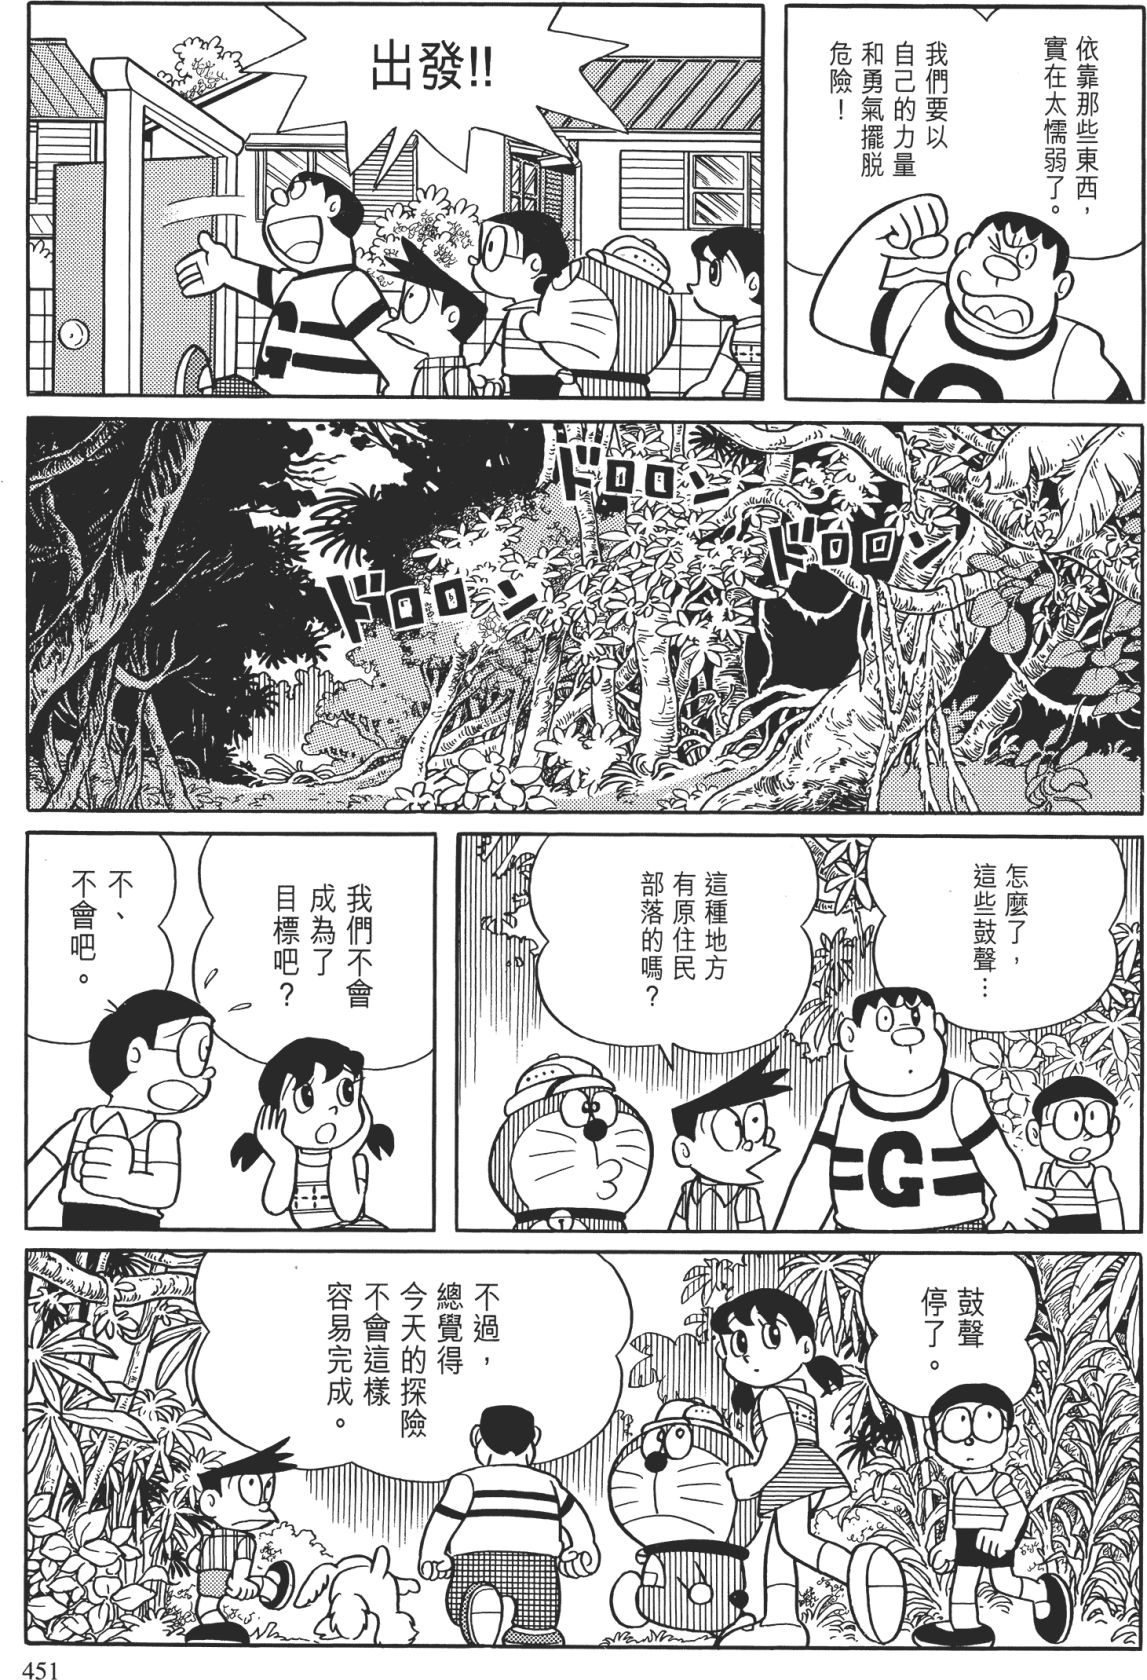 依靠那些東西，
實在太懦弱了。
我們要以
自己的力量
和勇氣擺脱
危險！
出發!!
ドロロン
ドロロン
ドロロン
怎麼了，
這些鼓聲…
這種地方
有原住民
部落的嗎？
G
我們不會
成為了
目標吧？
不、
不會吧。
鼓聲
停了。
不過，
總覺得
今天的探險
不會這樣
容易完成。
451